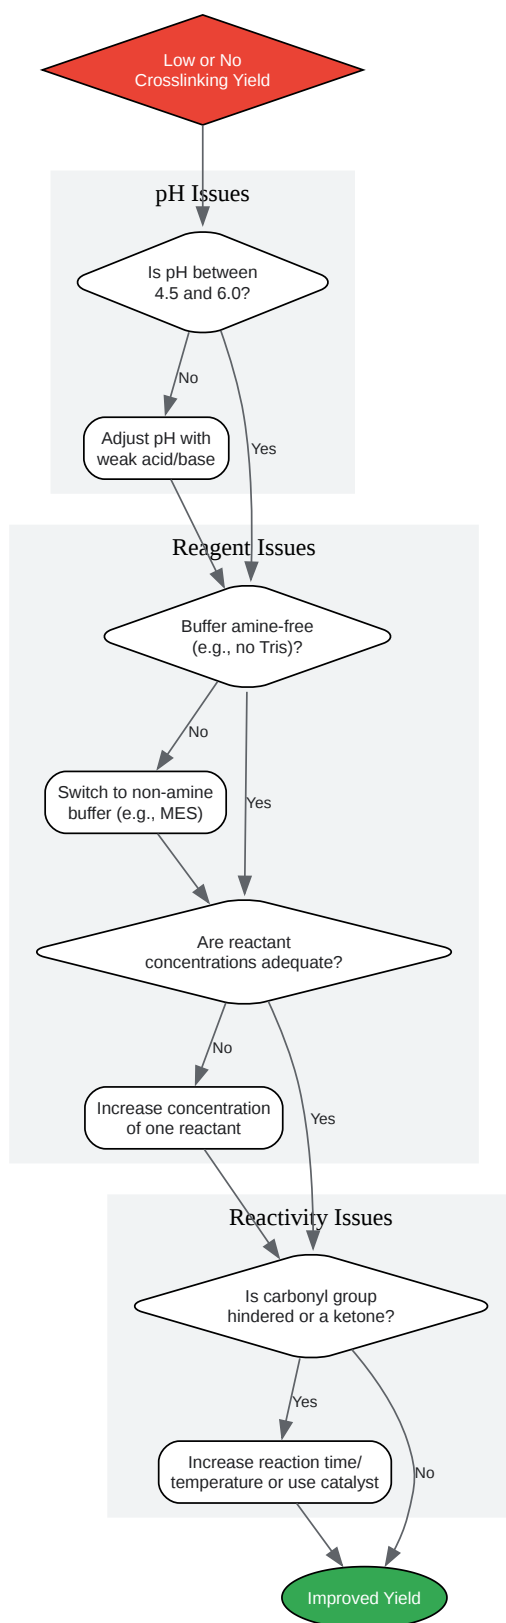 Low or No
Crosslinking Yield
pH Issues
Is pH between
4.5 and 6.0?
No
Adjust pH with
weak acid/base
Yes
Reagent Issues
Buffer amine-free
(e.g., no Tris)?
No
Switch to non-amine
buffer (e.g., MES)
Yes
Are reactant
concentrations adequate?
No
Increase concentration
of one reactant
Yes
Reactivity Issues
Is carbonyl group
hindered or a ketone?
Yes
Increase reaction time/
temperature or use catalyst
No
Improved Yield